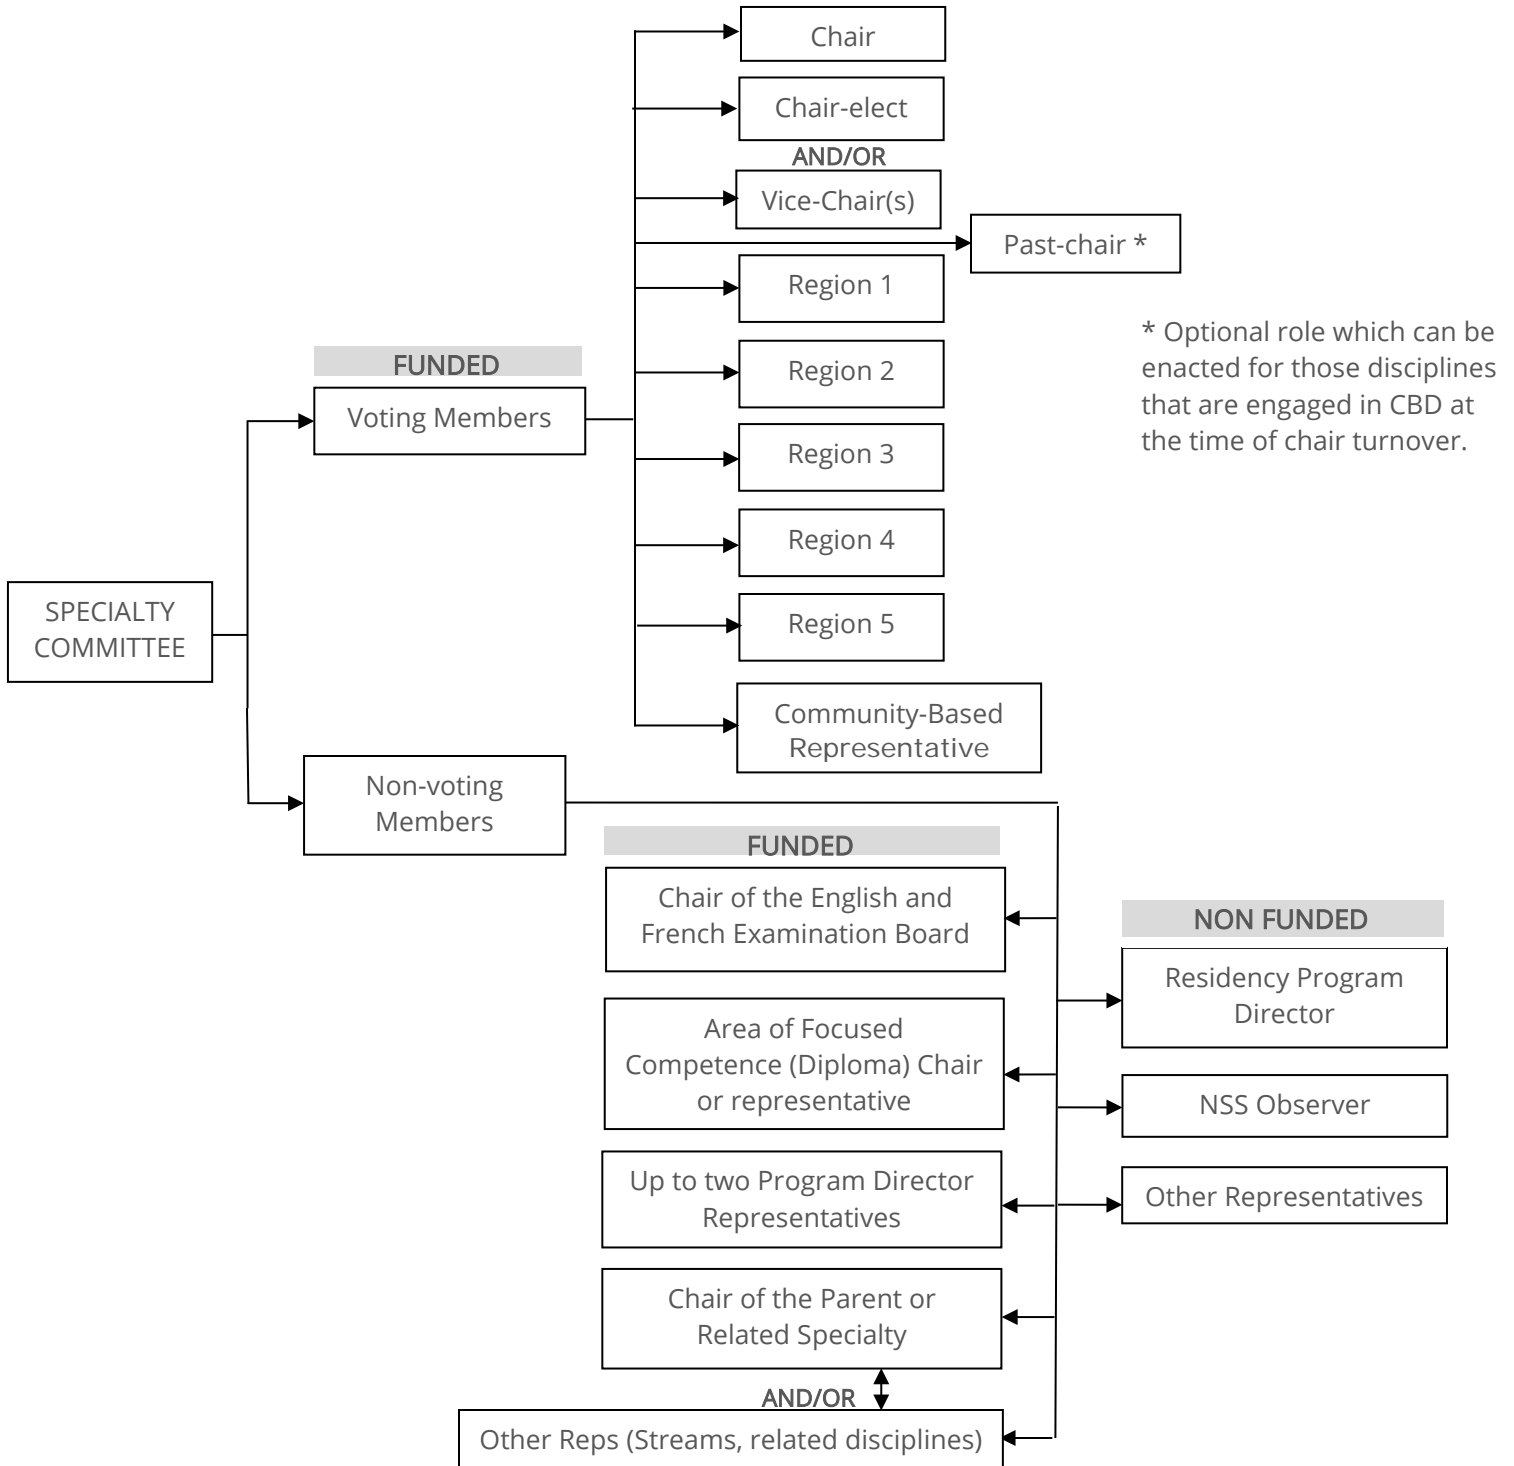 Chair
Chair-elect
AND/OR
Vice-Chair(s)
Past-chair *
Region 1
* Optional role which can be
enacted for those disciplines
that are engaged in CBD at
the time of chair turnover.
FUNDED
Voting Members
Region 2
Region 3
Region 4
Region 5
SPECIALTY
COMMITTEE
Community-Based
Representative
Non-voting
Members
FUNDED
Chair of the English and
French Examination Board
Area of Focused
Competence (Diploma) Chair
or representative
Up to two Program Director
Representatives
Chair of the Parent or
Related Specialty
AND/OR
Other Reps (Streams, related disciplines)
NON FUNDED
Residency Program
Director
NSS Observer
Other Representatives